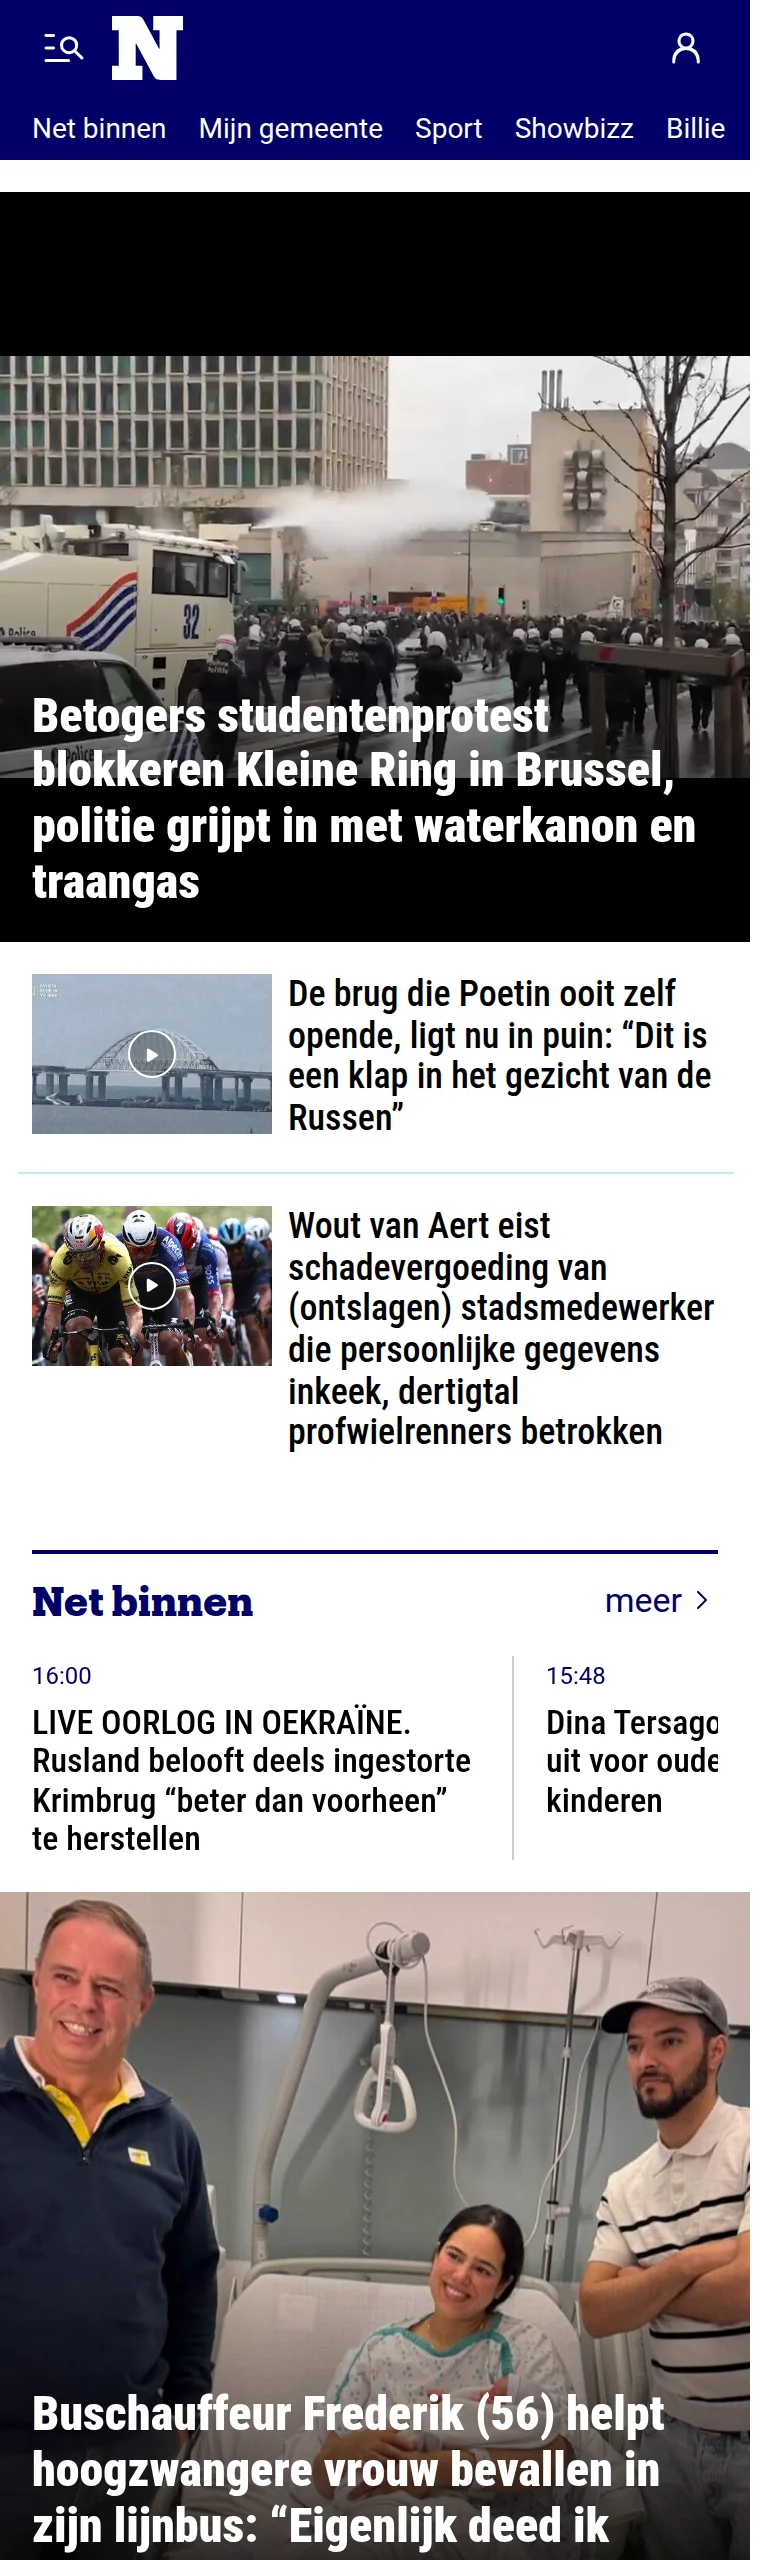 N
Net binnen Mijn gemeente Sport Showbizz Billie
32
Police
Police
Betogers studentenprotest
blokkeren Kleine Ring in Brussel,
politie grijpt in met waterkanon en
traangas
De brug die Poetin ooit zelf
opende, ligt nu in puin: “Dit is
een klap in het gezicht van de
Russen”
Wout van Aert eist
schadevergoeding van
(ontslagen) stadsmedewerker
die persoonlijke gegevens
inkeek, dertigtal
profwielrenners betrokken
Net binnen meer
16:00
LIVE OORLOG IN OEKRAÏNE.
Rusland belooft deels ingestorte
Krimbrug “beter dan voorheen”
te herstellen
15:48
Dina Tersago
uit voor oude
kinderen
Buschauffeur Frederik (56) helpt
hoogzwangere vrouw bevallen in
zijn lijnbus: “Eigenlijk deed ik